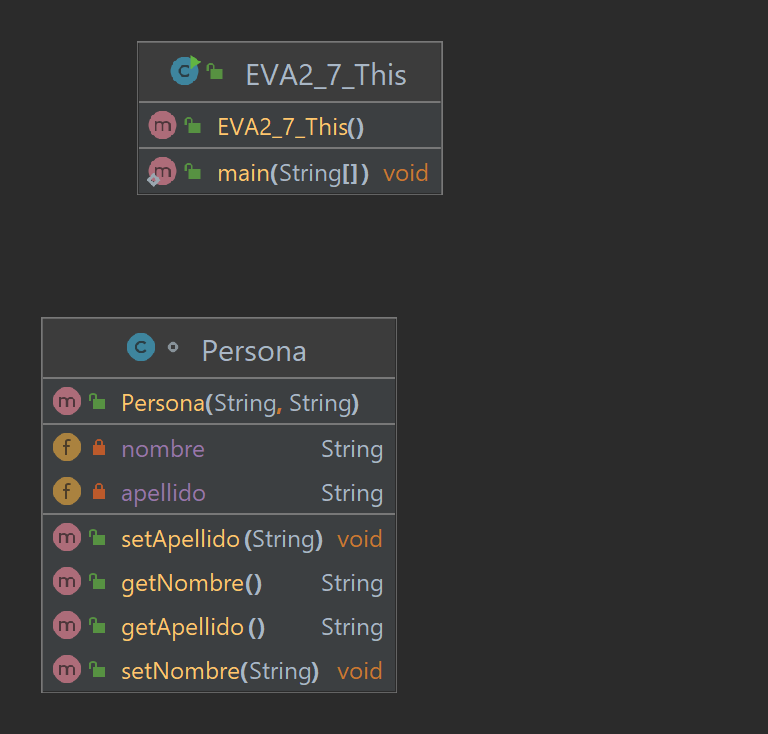 EVA2_7_This
EVA2_7_This()
main(String[]) void
Persona
Persona(String, String)
nombre String
apellido String
setApellido(String) void
getNombre() String
getApellido() String
setNombre(String) void